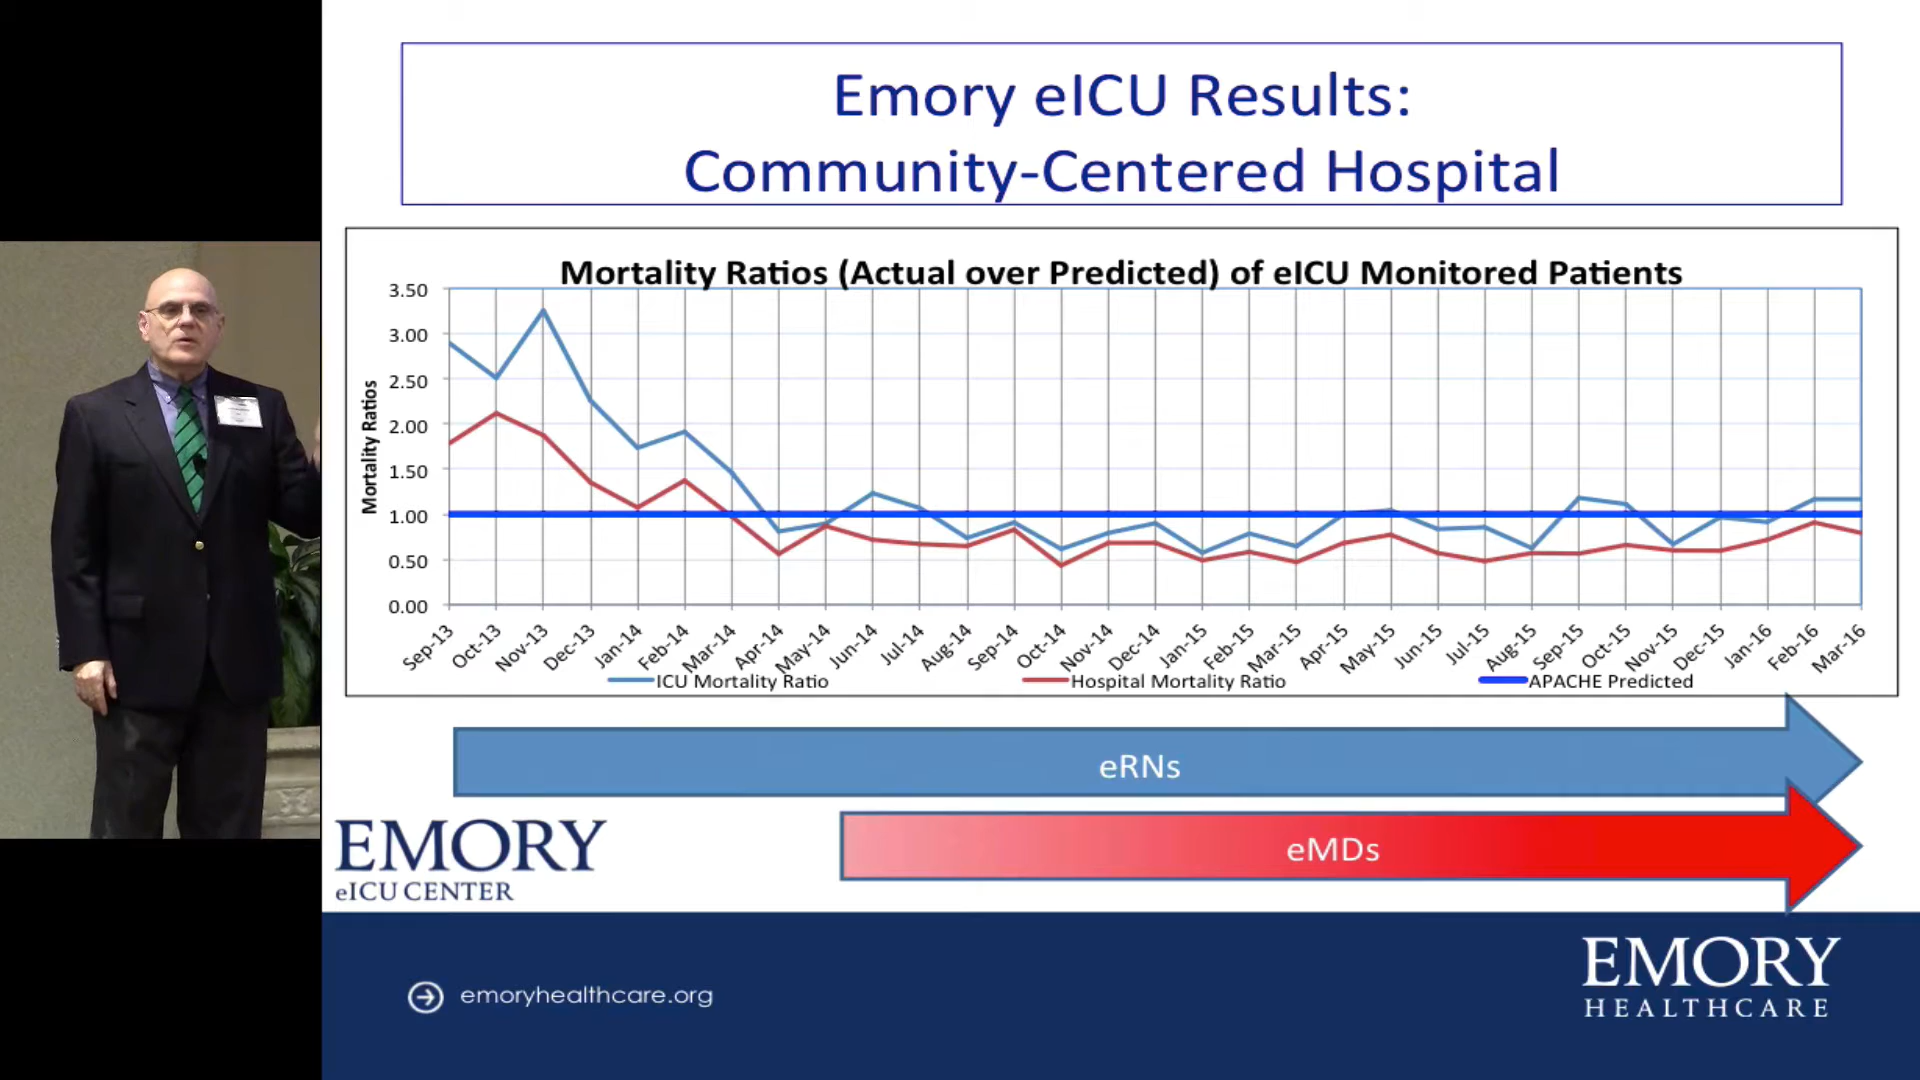 Emory eICU Results:
Community-Centered Hospital
Mortality Ratios (Actual over Predicted) of eICU Monitored Patients
Mortality Ratios
3.50
3.00
2.50
2.00
1.50
1.00
0.50
0.00
Sep-13 Oct-13 Nov-13 Dec-13 Jan-14 Feb-14 Mar-14 Apr-14 May-14 Jun-14 Jul-14 Aug-14 Sep-14 Oct-14 Nov-14 Dec-14 Jan-15 Feb-15 Mar-15 Apr-15 May-15 Jun-15 Jul-15 Aug-15 Sep-15 Oct-15 Nov-15 Dec-15 Jan-16 Feb-16 Mar-16
ICU Mortality Ratio Hospital Mortality Ratio APACHE Predicted
eRNs
eMDs
EMORY
eICU CENTER
emoryhealthcare.org
EMORY
HEALTHCARE